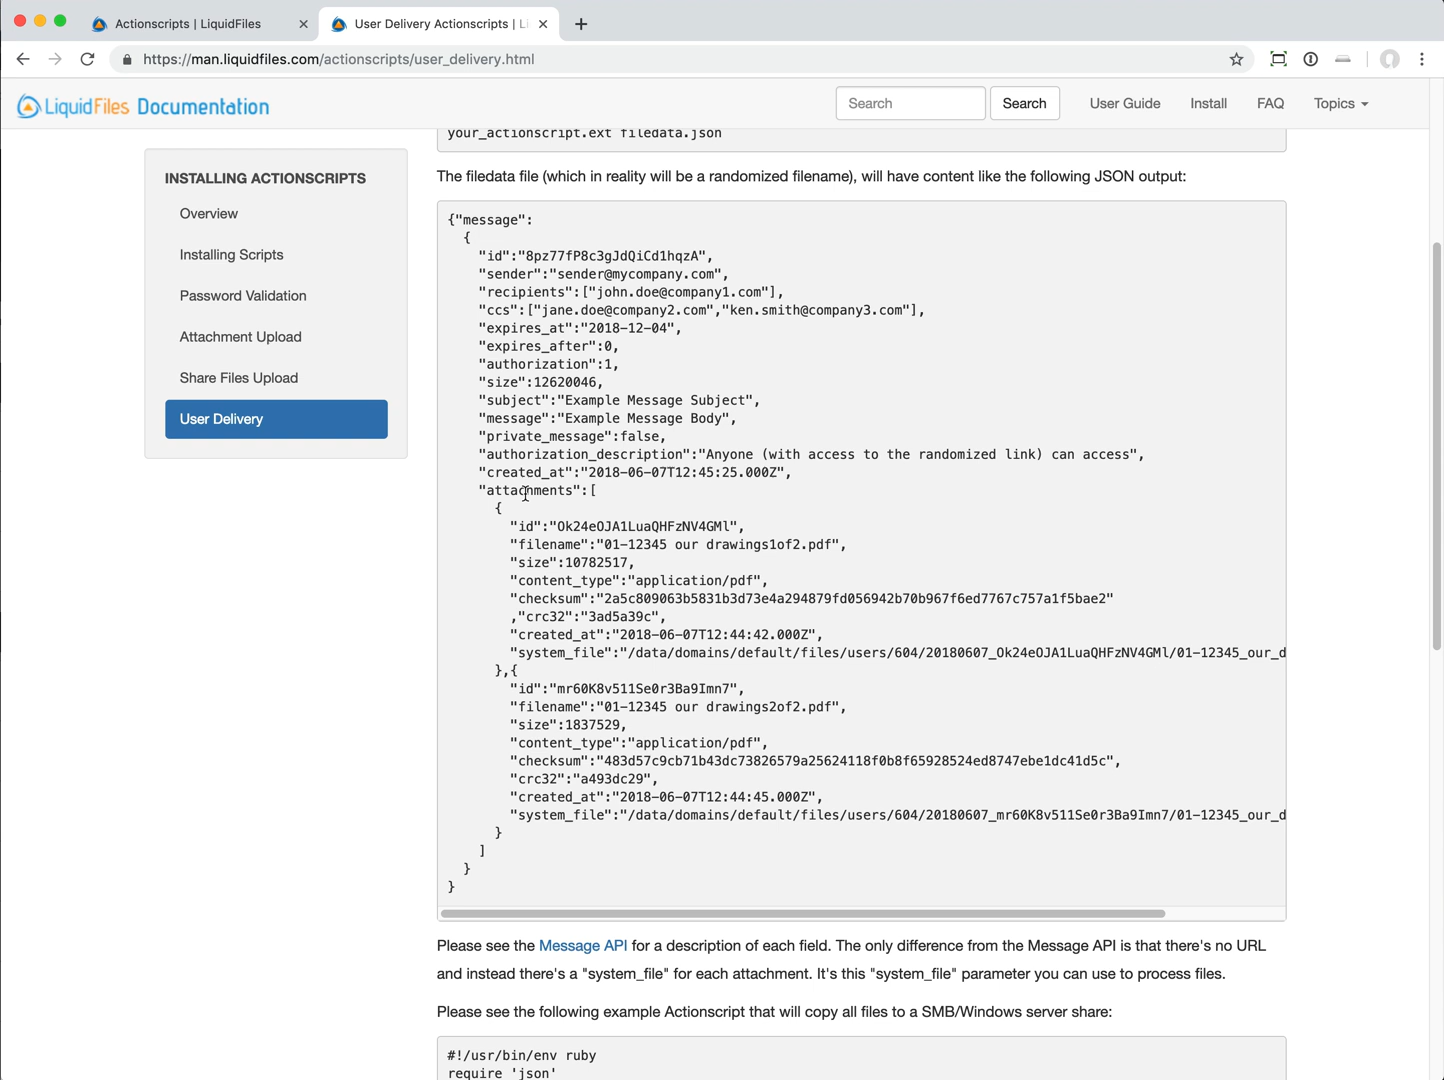 Actionscripts | LiquidFiles
User Delivery Actionscripts | Li
https://man.liquidfiles.com/actionscripts/user_delivery.html
LiquidFiles Documentation
Search
Search
User Guide
Install
FAQ
Topics
INSTALLING ACTIONSCRIPTS
Overview
Installing Scripts
Password Validation
Attachment Upload
Share Files Upload
User Delivery
your_actionscript.ext filedata.json
The filedata file (which in reality will be a randomized filename), will have content like the following JSON output:
{"message":
{
"id":"8pz77fP8c3gJdQiCd1hqzA",
"sender":"sender@mycompany.com",
"recipients":["john.doe@company1.com"],
"ccs":["jane.doe@company2.com","ken.smith@company3.com"],
"expires_at":"2018-12-04",
"expires_after":0,
"authorization":1,
"size":12620046,
"subject":"Example Message Subject",
"message":"Example Message Body",
"private_message":false,
"authorization_description":"Anyone (with access to the randomized link) can access",
"created_at":"2018-06-07T12:45:25.000Z",
"attachments":[
{
"id":"Ok24eOJA1LuaQHFzNV4GMl",
"filename":"01-12345 our drawings1of2.pdf",
"size":10782517,
"content_type":"application/pdf",
"checksum":"2a5c809063b5831b3d73e4a294879fd056942b70b967f6ed7767c757a1f5bae2"
,"crc32":"3ad5a39c",
"created_at":"2018-06-07T12:44:42.000Z",
"system_file":"/data/domains/default/files/users/604/20180607_Ok24eOJA1LuaQHFzNV4GMl/01-12345_our_d
},{
"id":"mr60K8v511Se0r3Ba9Imn7",
"filename":"01-12345 our drawings2of2.pdf",
"size":1837529,
"content_type":"application/pdf",
"checksum":"483d57c9cb71b43dc73826579a25624118f0b8f65928524ed8747ebe1dc41d5c",
"crc32":"a493dc29",
"created_at":"2018-06-07T12:44:45.000Z",
"system_file":"/data/domains/default/files/users/604/20180607_mr60K8v511Se0r3Ba9Imn7/01-12345_our_d
}
]
}
}
Please see the Message API for a description of each field. The only difference from the Message API is that there's no URL
and instead there's a "system_file" for each attachment. It's this "system_file" parameter you can use to process files.
Please see the following example Actionscript that will copy all files to a SMB/Windows server share:
#!/usr/bin/env ruby
require 'json'